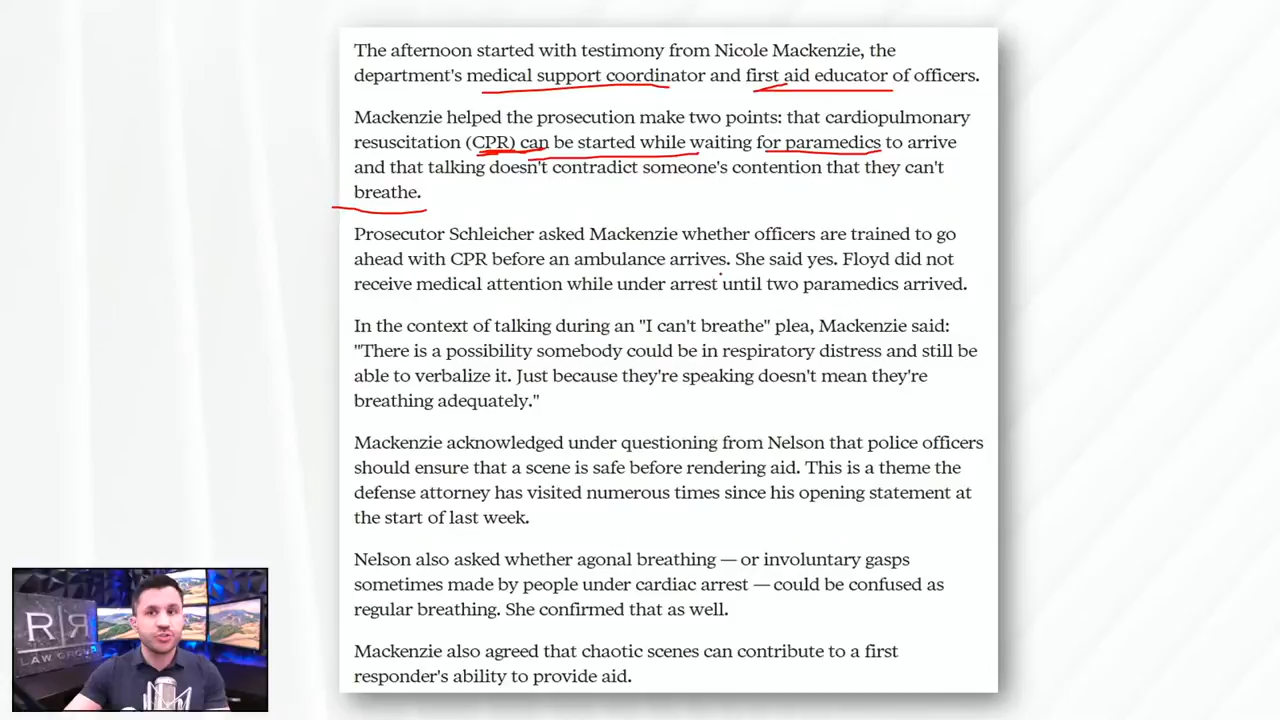 The afternoon started with testimony from Nicole Mackenzie, the
department's medical support coordinator and first aid educator of officers.
Mackenzie helped the prosecution make two points: that cardiopulmonary
resuscitation (CPR) can be started while waiting for paramedics to arrive
and that talking doesn't contradict someone's contention that they can't
breathe.
Prosecutor Schleicher asked Mackenzie whether officers are trained to go
ahead with CPR before an ambulance arrives. She said yes. Floyd did not
receive medical attention while under arrest until two paramedics arrived.
In the context of talking during an "I can't breathe" plea, Mackenzie said:
"There is a possibility somebody could be in respiratory distress and still be
able to verbalize it. Just because they're speaking doesn't mean they're
breathing adequately."
Mackenzie acknowledged under questioning from Nelson that police officers
should ensure that a scene is safe before rendering aid. This is a theme the
defense attorney has visited numerous times since his opening statement at
the start of last week.
Nelson also asked whether agonal breathing — or involuntary gasps
sometimes made by people under cardiac arrest — could be confused as
regular breathing. She confirmed that as well.
Mackenzie also agreed that chaotic scenes can contribute to a first
responder's ability to provide aid.
R|R
LAW GROUP